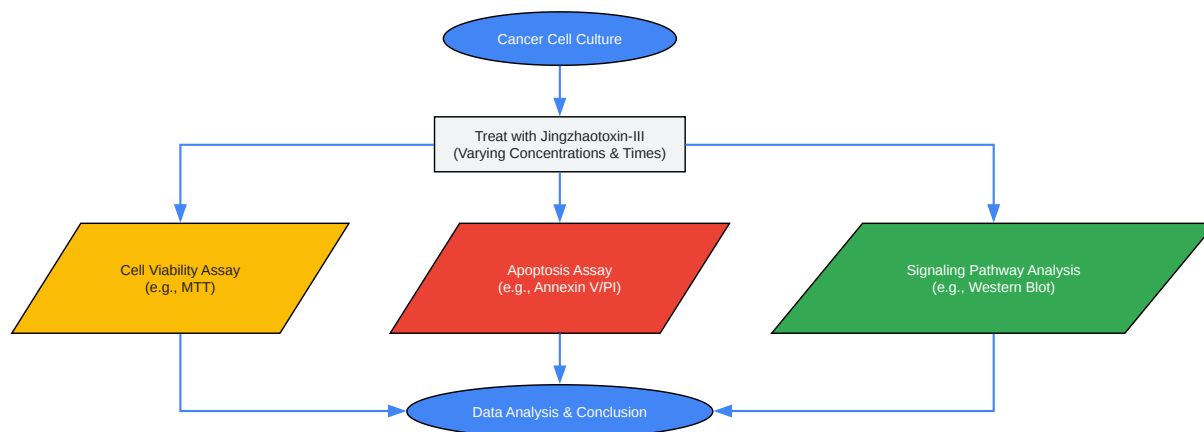 Cancer Cell Culture
Treat with Jingzhaotoxin-III
(Varying Concentrations & Times)
Cell Viability Assay
(e.g., MTT)
Apoptosis Assay
(e.g., Annexin V/PI)
Signaling Pathway Analysis
(e.g., Western Blot)
Data Analysis & Conclusion